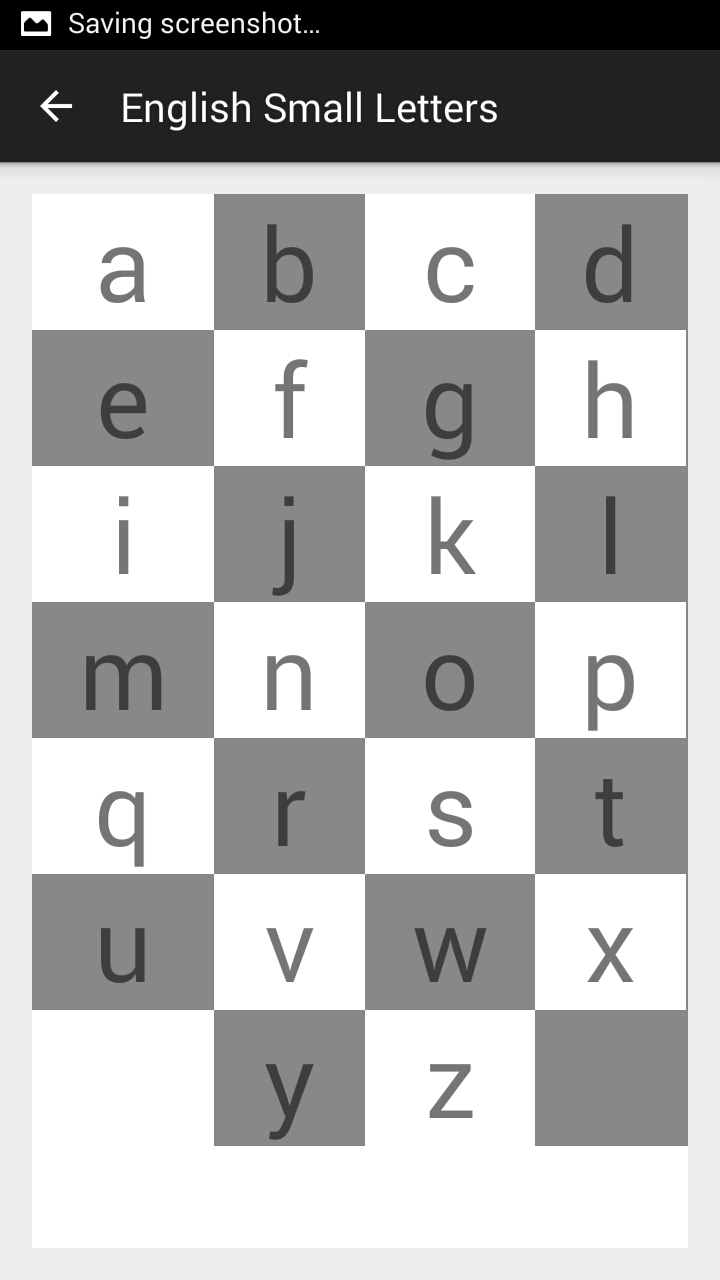 Saving screenshot...
English Small Letters
a b c d
e f g h
i j k l
m n o p
q r s t
u v w x
y z